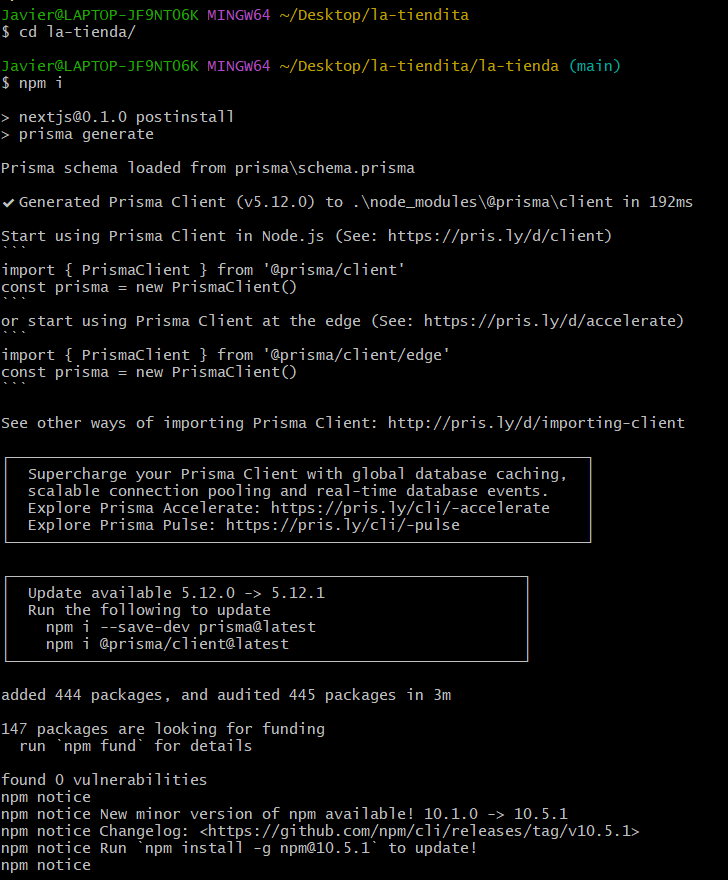 Javier@LAPTOP-JF9NT06K MINGW64 ~/Desktop/la-tiendita
$ cd la-tienda/
Javier@LAPTOP-JF9NT06K MINGW64 ~/Desktop/la-tiendita/la-tienda (main)
$ npm i
> nextjs@0.1.0 postinstall
> prisma generate
Prisma schema loaded from prisma\schema.prisma
✔ Generated Prisma Client (v5.12.0) to .\node_modules\@prisma\client in 192ms
Start using Prisma Client in Node.js (See: https://pris.ly/d/client)
```
import { PrismaClient } from '@prisma/client'
const prisma = new PrismaClient()
```
or start using Prisma Client at the edge (See: https://pris.ly/d/accelerate)
```
import { PrismaClient } from '@prisma/client/edge'
const prisma = new PrismaClient()
```
See other ways of importing Prisma Client: http://pris.ly/d/importing-client
Supercharge your Prisma Client with global database caching,
scalable connection pooling and real-time database events.
Explore Prisma Accelerate: https://pris.ly/cli/-accelerate
Explore Prisma Pulse: https://pris.ly/cli/-pulse
Update available 5.12.0 -> 5.12.1
Run the following to update
npm i --save-dev prisma@latest
npm i @prisma/client@latest
added 444 packages, and audited 445 packages in 3m
147 packages are looking for funding
run `npm fund` for details
found 0 vulnerabilities
npm notice
npm notice New minor version of npm available! 10.1.0 -> 10.5.1
npm notice Changelog: <https://github.com/npm/cli/releases/tag/v10.5.1>
npm notice Run `npm install -g npm@10.5.1` to update!
npm notice